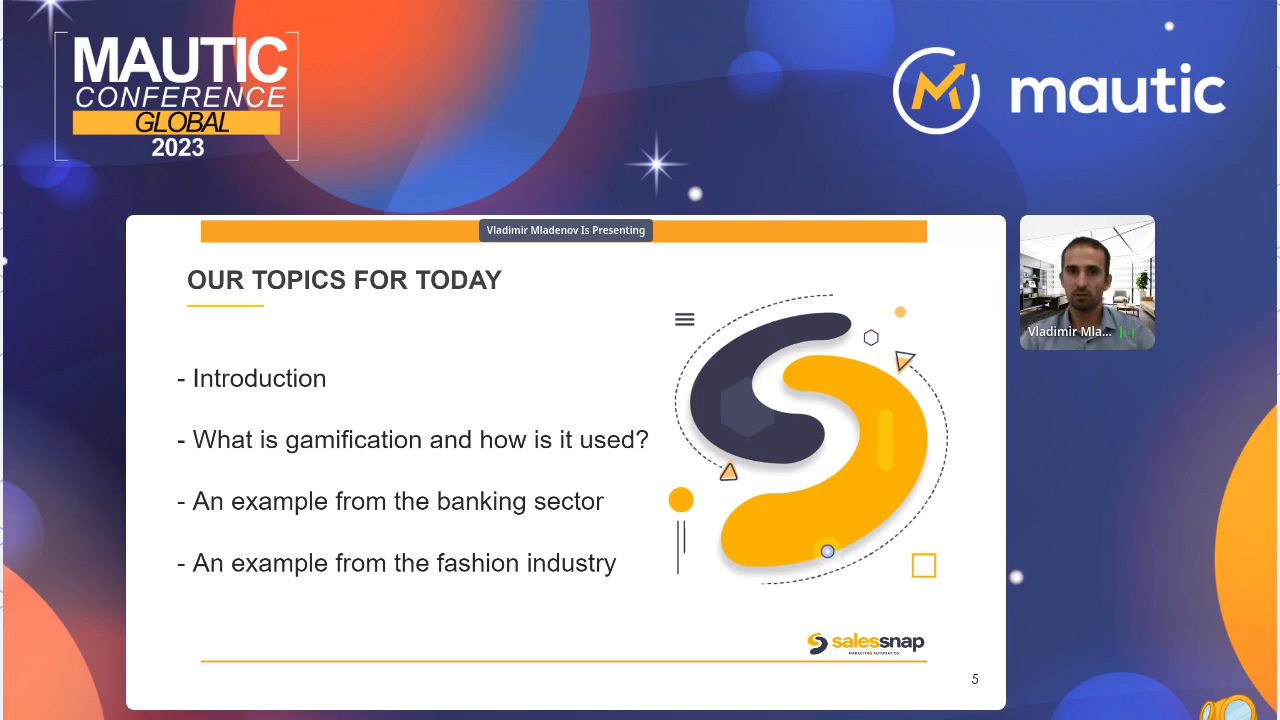 MAUTIC
CONFERENCE
GLOBAL
2023
mautic
Vladimir Mladenov Is Presenting
OUR TOPICS FOR TODAY
- Introduction
- What is gamification and how is it used?
- An example from the banking sector
- An example from the fashion industry
Vladimir Mla...
salessnap
MARKETING AUTOMATION
5